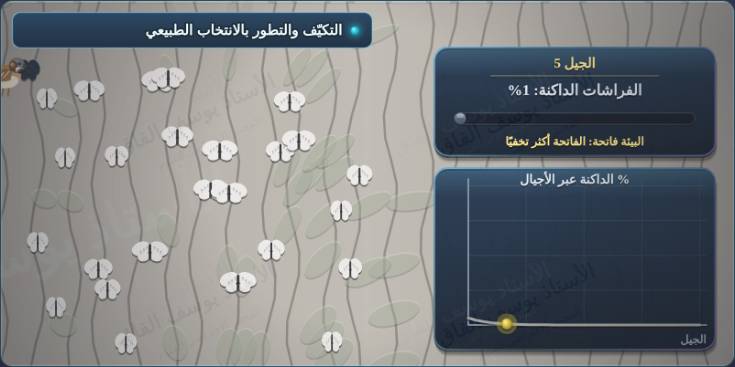 التكيّف والتطور بالانتخاب الطبيعي
الجيل 5
الفراشات الداكنة: 1%
البيئة فاتحة: الفاتحة أكثر تخفيًا
% الداكنة عبر الأجيال
الجيل